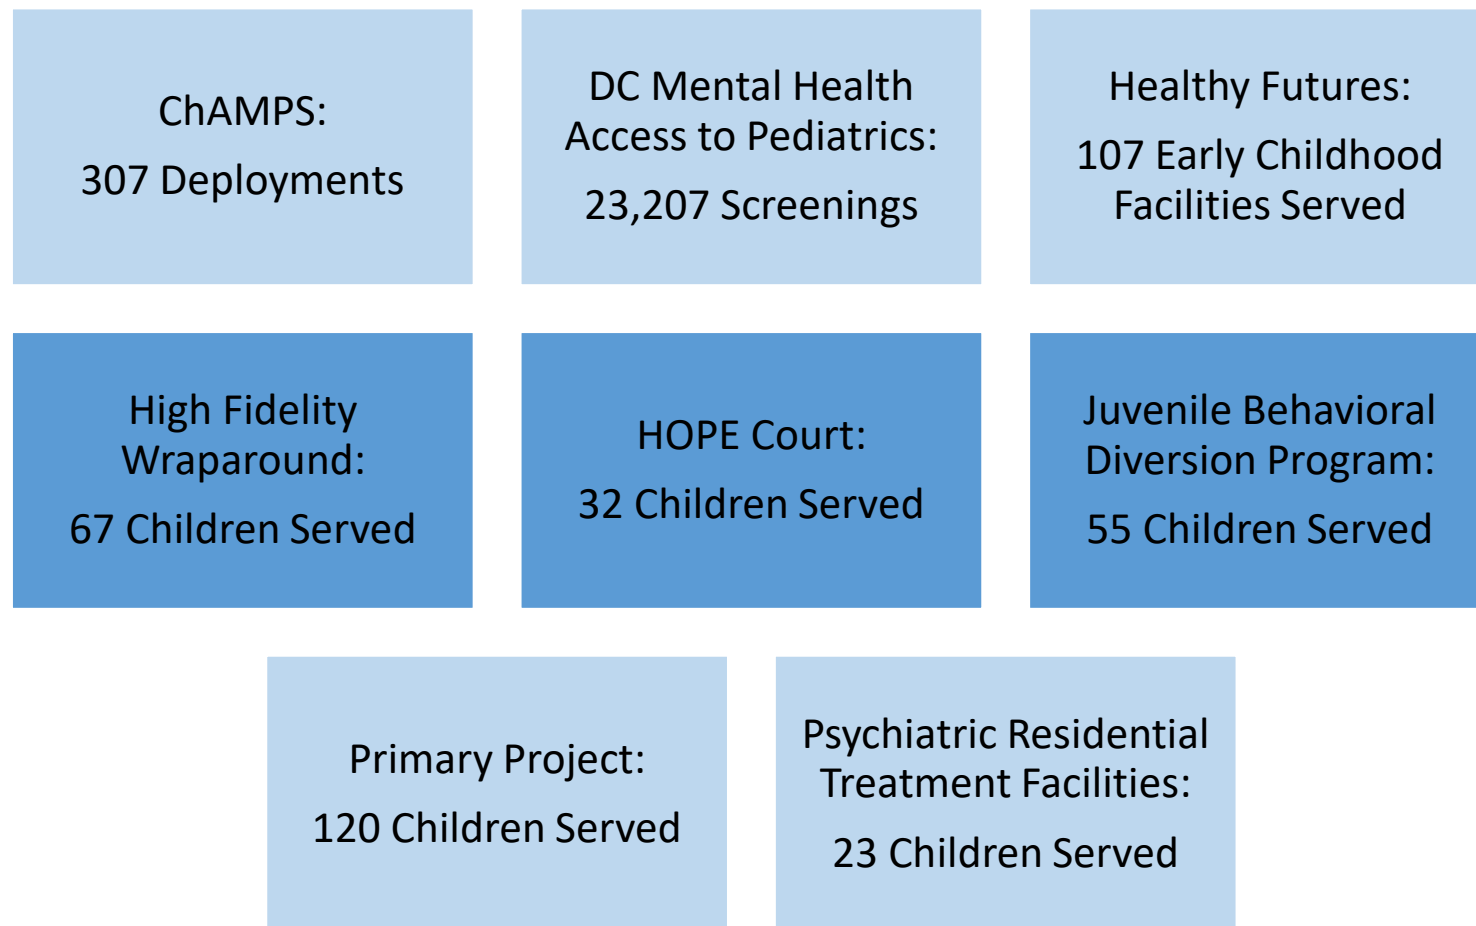 ChAMPS:
307 Deployments
DC Mental Health
Access to Pediatrics:
23,207 Screenings
Healthy Futures:
107 Early Childhood
Facilities Served
High Fidelity
Wraparound:
67 Children Served
HOPE Court:
32 Children Served
Juvenile Behavioral
Diversion Program:
55 Children Served
Primary Project:
120 Children Served
Psychiatric Residential
Treatment Facilities:
23 Children Served